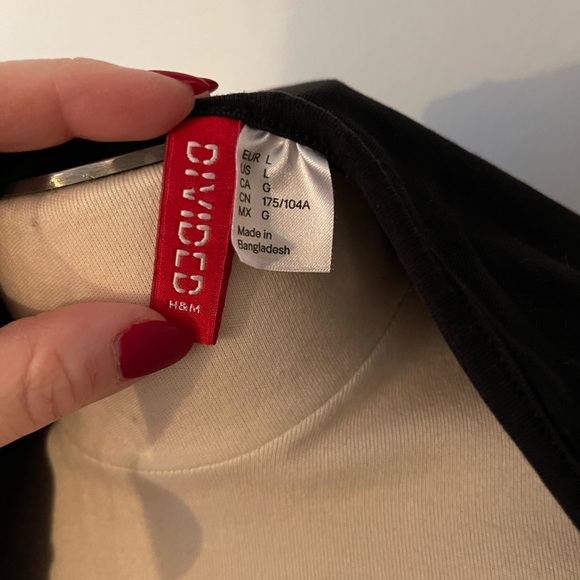 DIVIDED
H&M
EUR L
US L
CA G
CN 175/104A
MX G
Made in
Bangladesh